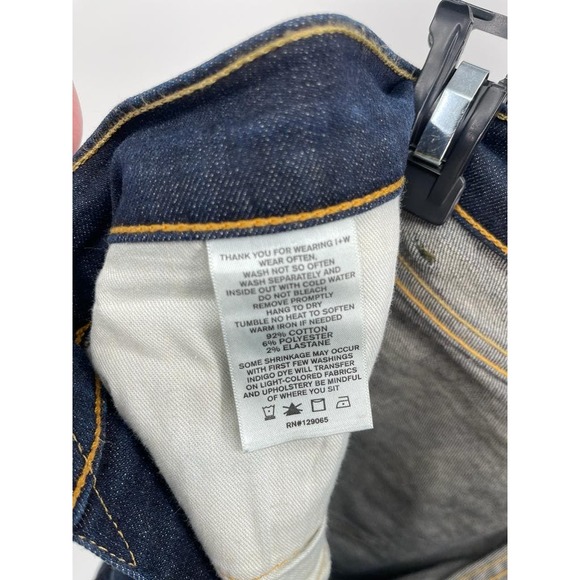 THANK YOU FOR WEARING I+W
WEAR OFTEN.
WASH NOT SO OFTEN
WASH SEPARATELY AND
INSIDE OUT WITH COLD WATER
DO NOT BLEACH
REMOVE PROMPTLY
HANG TO DRY
TUMBLE NO HEAT TO SOFTEN
WARM IRON IF NEEDED
92% COTTON
6% POLYESTER
2% ELASTANE
SOME SHRINKAGE MAY OCCUR
WITH FIRST FEW WASHINGS
INDIGO DYE WILL TRANSFER
ON LIGHT-COLORED FABRICS
AND UPHOLSTERY BE MINDFUL
OF WHERE YOU SIT
RN#129065